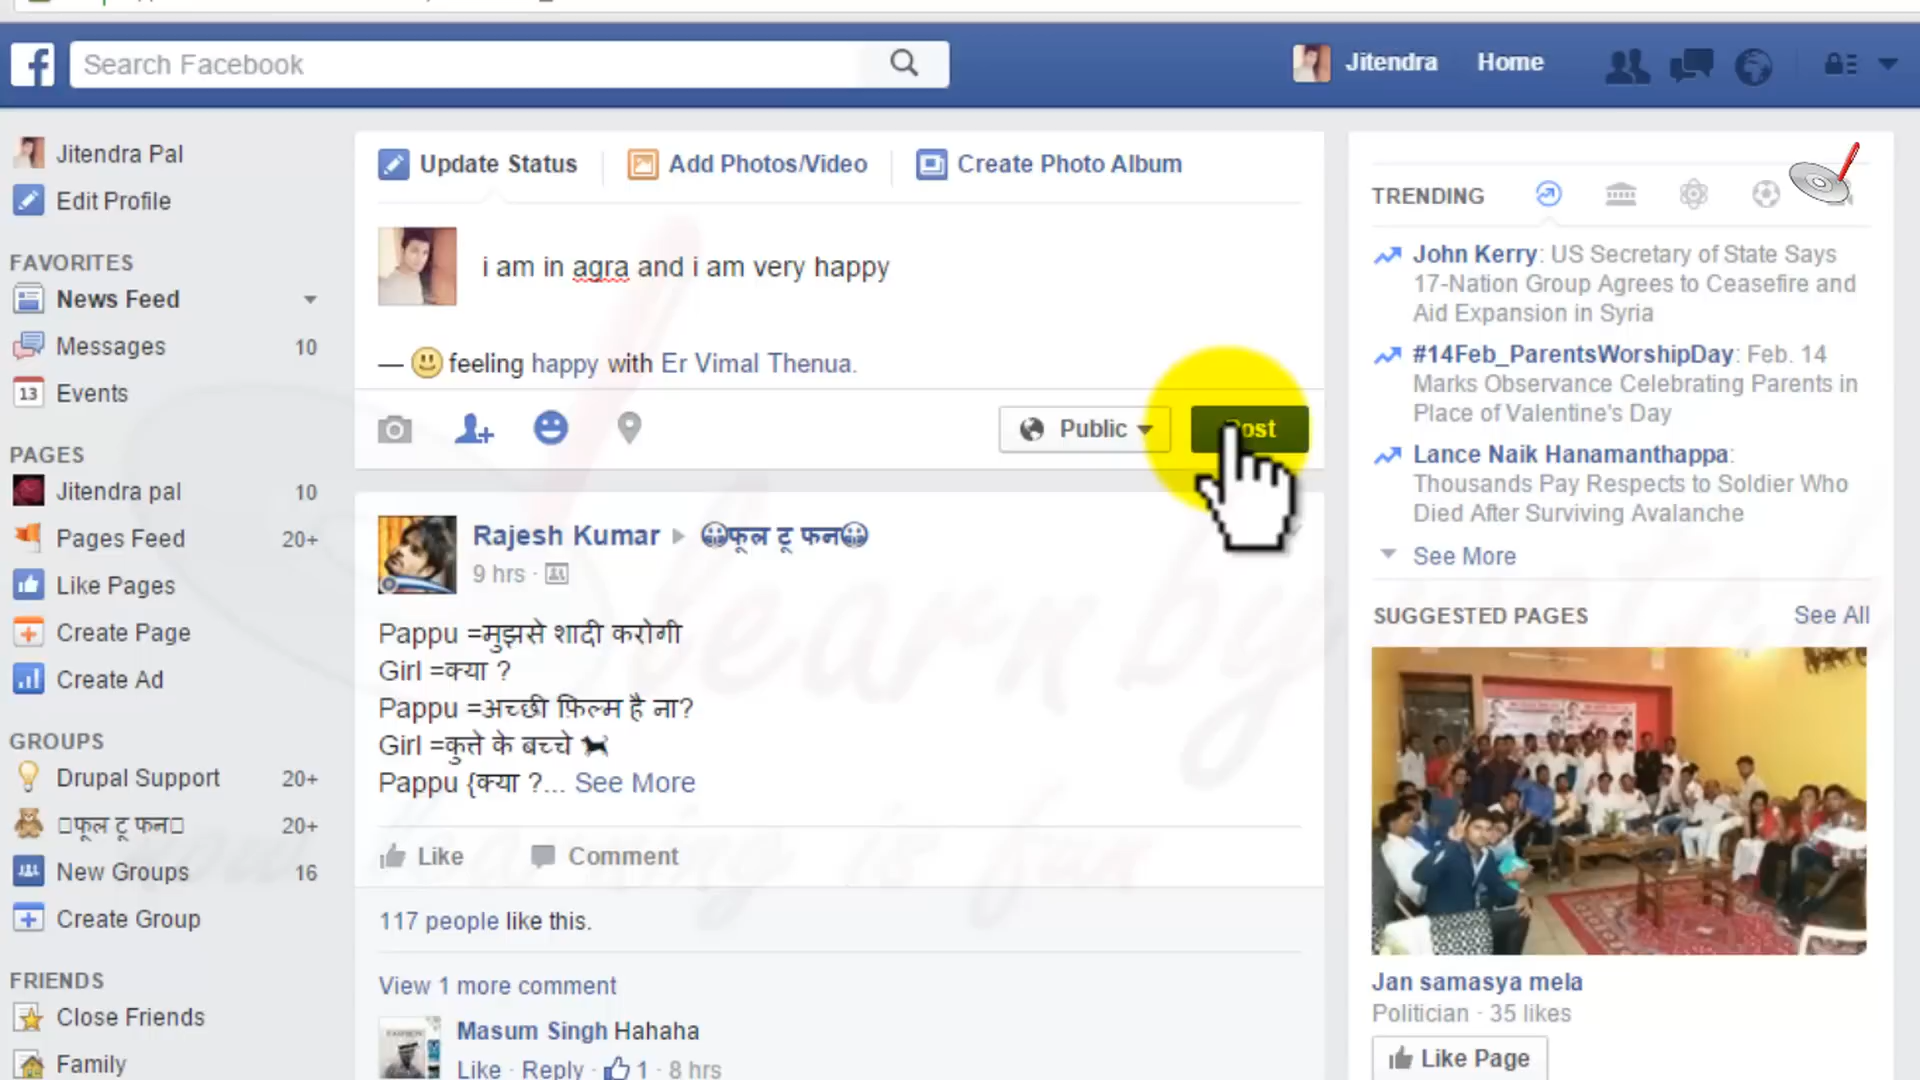 Search Facebook
Jitendra
Home
Jitendra Pal
Edit Profile
FAVORITES
News Feed
Messages 10
13 Events
PAGES
Jitendra pal 10
Pages Feed 20+
Like Pages
Create Page
Create Ad
GROUPS
Drupal Support 20+
फूल टू फन 20+
New Groups 16
Create Group
FRIENDS
Close Friends
Family
Update Status
Add Photos/Video
Create Photo Album
i am in agra and i am very happy
— 🙂 feeling happy with Er Vimal Thenua.
Public
Rajesh Kumar ▶ 😀फूल टू फन😀
9 hrs ·
Pappu =मुझसे शादी करोगी
Girl =क्या ?
Pappu =अच्छी फ़िल्म है ना?
Girl =कुत्ते के बच्चे 🐕
Pappu {क्या ?... See More
Like
Comment
117 people like this.
View 1 more comment
Masum Singh Hahaha
Like · Reply · 1 · 8 hrs
TRENDING
John Kerry: US Secretary of State Says
17-Nation Group Agrees to Ceasefire and
Aid Expansion in Syria
#14Feb_ParentsWorshipDay: Feb. 14
Marks Observance Celebrating Parents in
Place of Valentine's Day
Lance Naik Hanamanthappa:
Thousands Pay Respects to Soldier Who
Died After Surviving Avalanche
See More
SUGGESTED PAGES See All
Jan samasya mela
Politician · 35 likes
Like Page
learn by
learning is fun